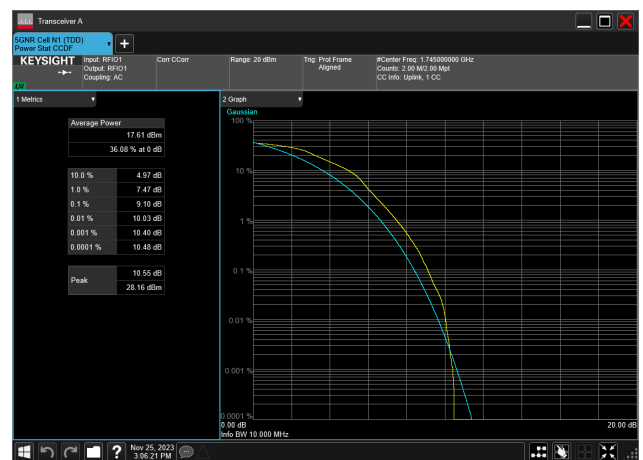 Transceiver A
5GNR Cell N1 (TDD)
Power Stat CCDF
KEYSIGHT
Input: RFIO1
Output: RFIO1
Coupling: AC
Corr CCorr
Range: 20 dBm
Trig: Prot Frame
Aligned
#Center Freq: 1.745000000 GHz
Counts: 2.00 M/2.00 Mpt
CC Info: Uplink, 1 CC
1 Metrics
Average Power
17.61 dBm
36.08 % at 0 dB
10.0 % 4.97 dB
1.0 % 7.47 dB
0.1 % 9.10 dB
0.01 % 10.03 dB
0.001 % 10.40 dB
0.0001 % 10.48 dB
Peak
10.55 dB
28.16 dBm
2 Graph
Gaussian
100 %
10 %
1 %
0.1 %
0.01 %
0.001 %
0.0001 %
0.00 dB
20.00 dB
Info BW 10.000 MHz
Nov 25, 2023
3:06:21 PM